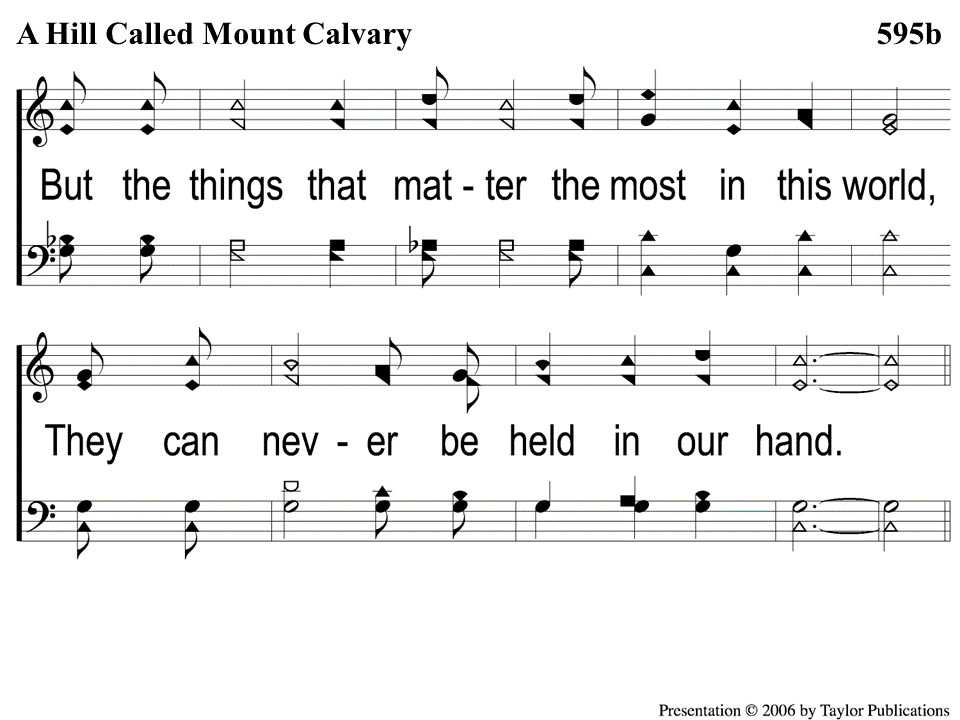 A Hill Called Mount Calvary 595b
But the things that mat - ter the most in this world,
They can nev - er be held in our hand.
Presentation © 2006 by Taylor Publications